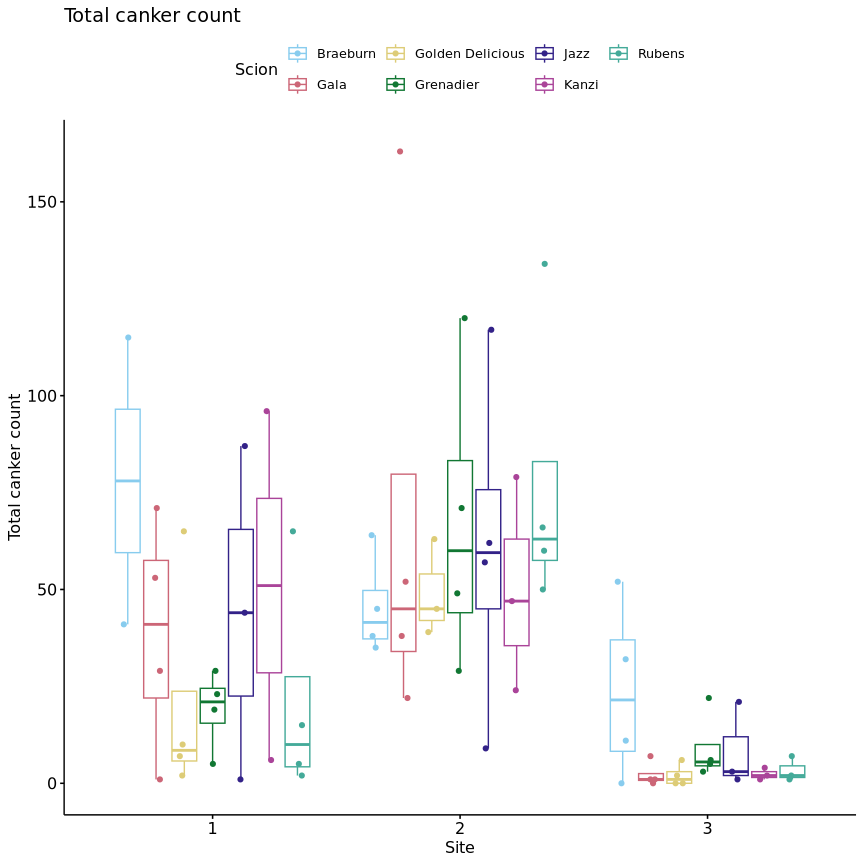 Total canker count
Scion
Braeburn Golden Delicious Jazz Rubens
Gala Grenadier Kanzi
Total canker count
150
100
50
0
1 2 3
Site